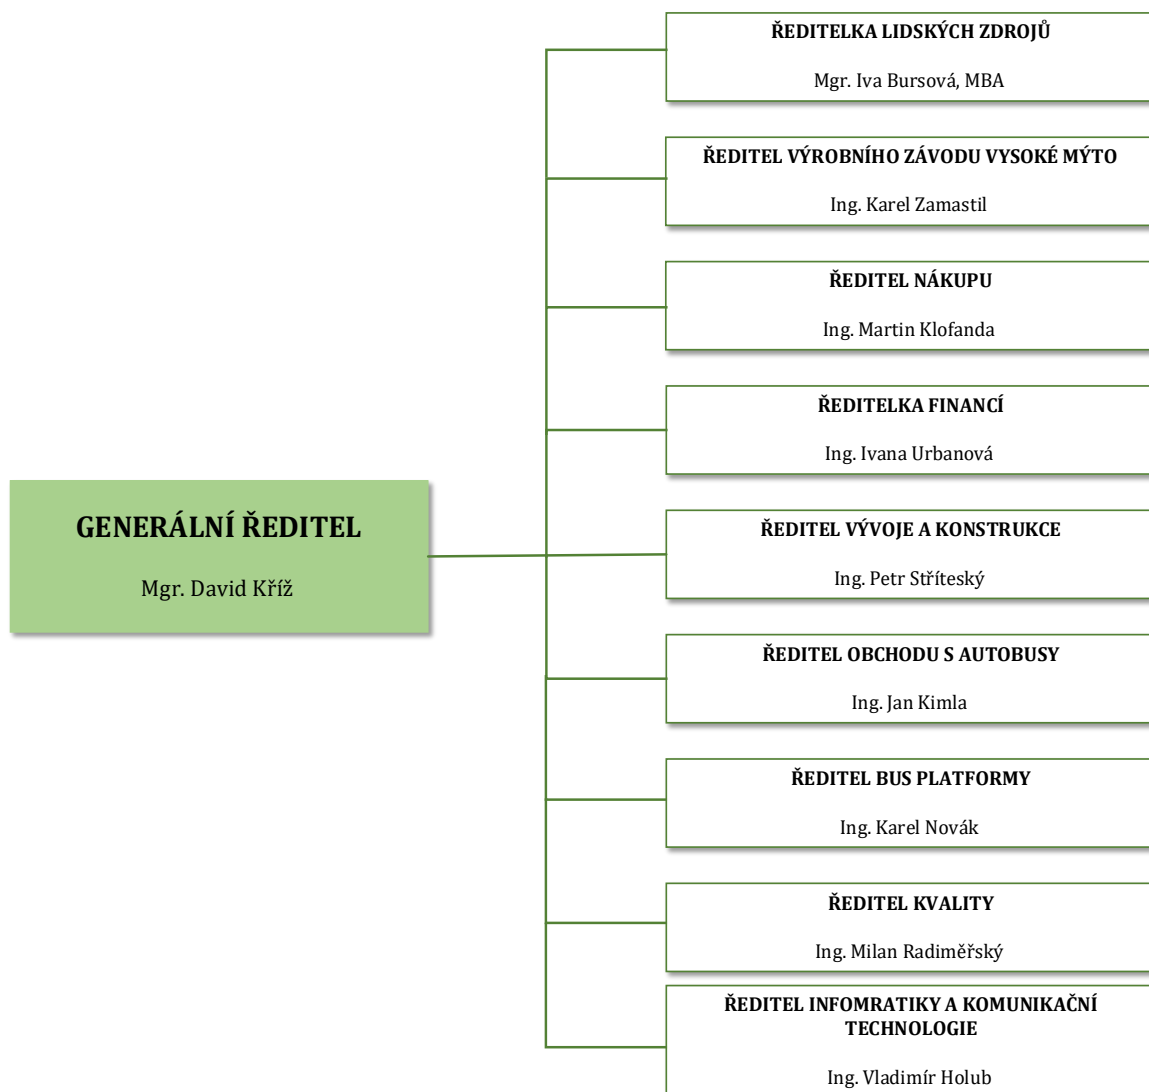 ŘEDITELKA LIDSKÝCH ZDROJŮ
Mgr. Iva Bursová, MBA
ŘEDITEL VÝROBNÍHO ZÁVODU VYSOKÉ MÝTO
Ing. Karel Zamastil
ŘEDITEL NÁKUPU
Ing. Martin Klofanda
ŘEDITELKA FINANCÍ
Ing. Ivana Urbanová
GENERÁLNÍ ŘEDITEL
Mgr. David Kříž
ŘEDITEL VÝVOJE A KONSTRUKCE
Ing. Petr Stříteský
ŘEDITEL OBCHODU S AUTOBUSY
Ing. Jan Kimla
ŘEDITEL BUS PLATFORMY
Ing. Karel Novák
ŘEDITEL KVALITY
Ing. Milan Radiměřský
ŘEDITEL INFOMRATIKY A KOMUNIKAČNÍ
TECHNOLOGIE
Ing. Vladimír Holub